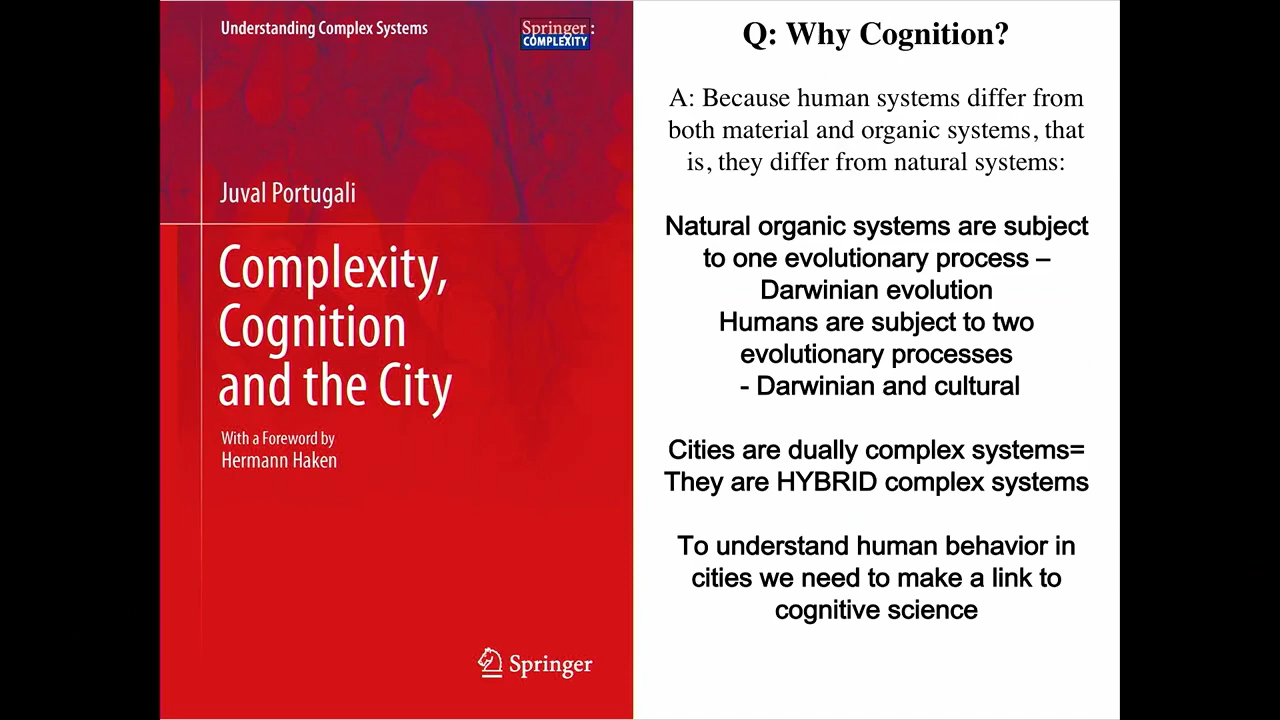 Understanding Complex Systems
Springer :
COMPLEXITY
Juval Portugali
Complexity,
Cognition
and the City
With a Foreword by
Hermann Haken
Springer
Q: Why Cognition?
A: Because human systems differ from
both material and organic systems, that
is, they differ from natural systems:
Natural organic systems are subject
to one evolutionary process –
Darwinian evolution
Humans are subject to two
evolutionary processes
- Darwinian and cultural
Cities are dually complex systems=
They are HYBRID complex systems
To understand human behavior in
cities we need to make a link to
cognitive science